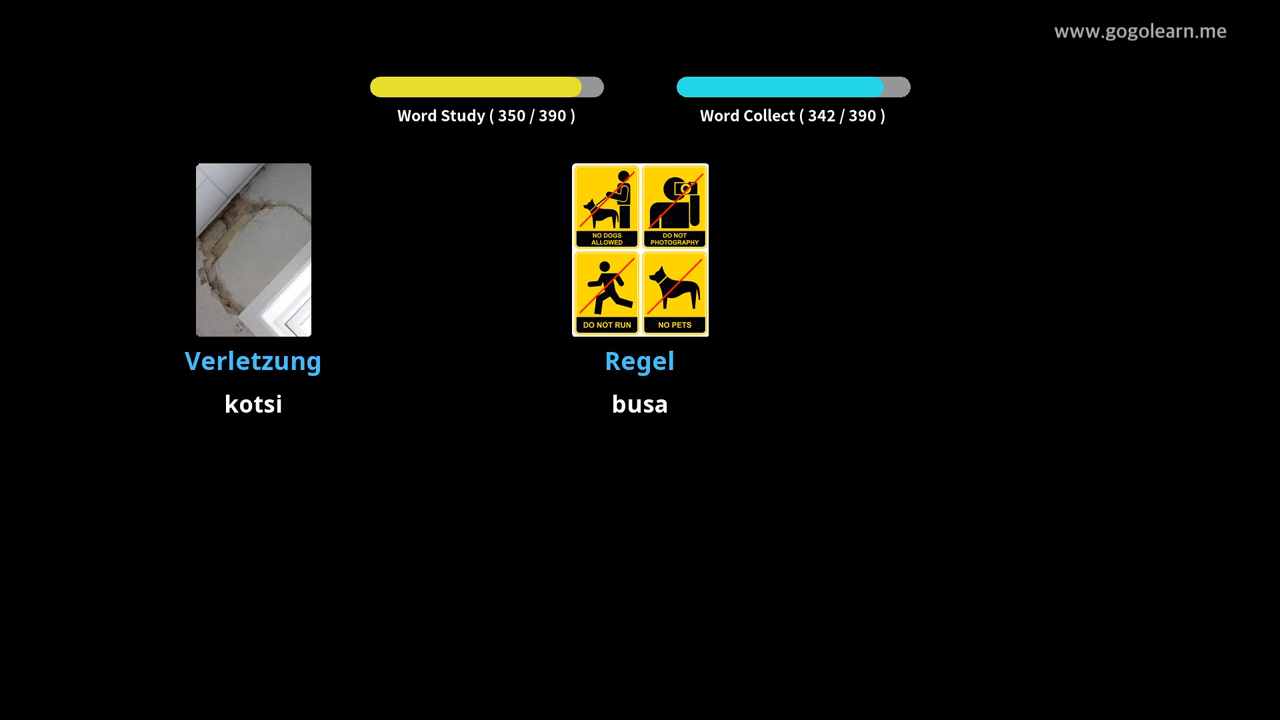 www.gogolearn.me
Word Study ( 350 / 390 )
Word Collect ( 342 / 390 )
NO DOGS
ALLOWED
DO NOT
PHOTOGRAPHY
DO NOT RUN
NO PETS
Verletzung
Regel
kotsi
busa